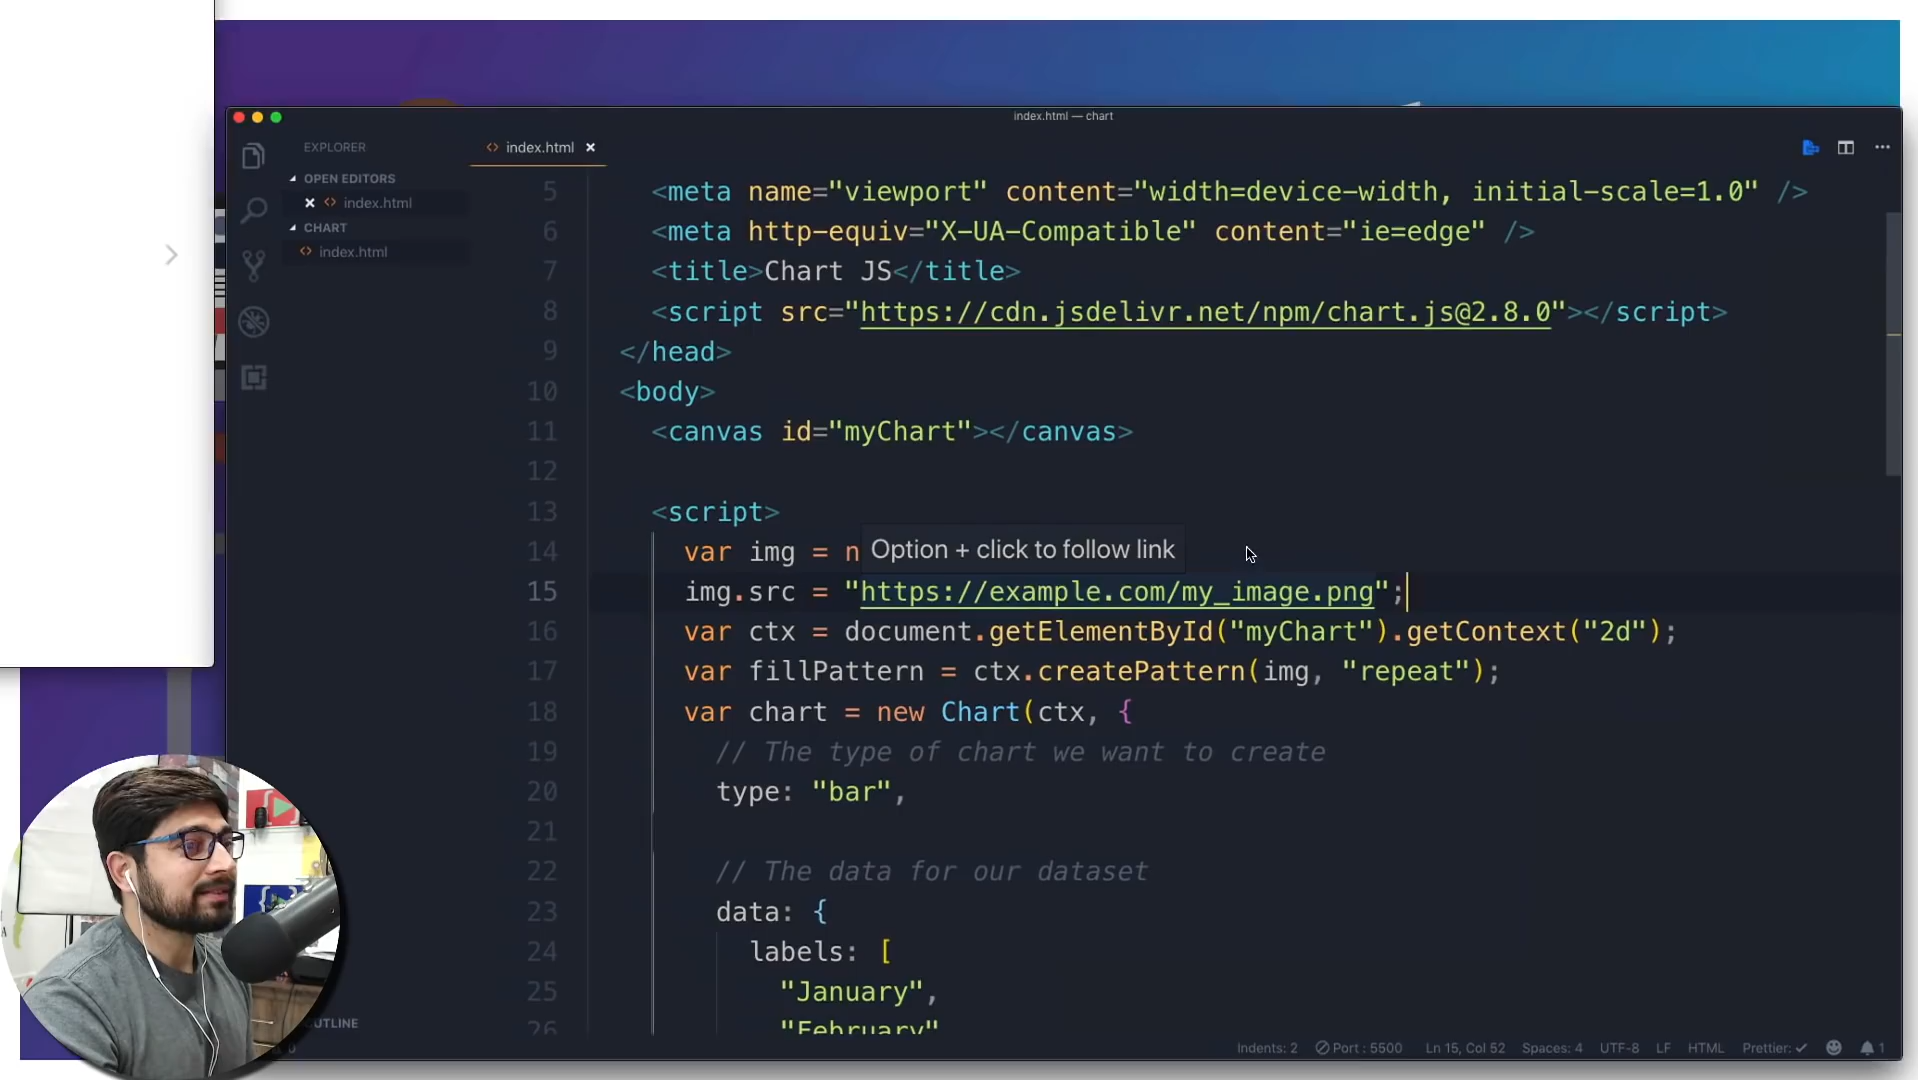 index.html — chart
EXPLORER
index.html
OPEN EDITORS
index.html
CHART
index.html
OUTLINE
5 <meta name="viewport" content="width=device-width, initial-scale=1.0" />
6 <meta http-equiv="X-UA-Compatible" content="ie=edge" />
7 <title>Chart JS</title>
8 <script src="https://cdn.jsdelivr.net/npm/chart.js@2.8.0"></script>
9 </head>
10 <body>
11 <canvas id="myChart"></canvas>
12
13 <script>
14 var img = n
Option + click to follow link
15 img.src = "https://example.com/my_image.png";
16 var ctx = document.getElementById("myChart").getContext("2d");
17 var fillPattern = ctx.createPattern(img, "repeat");
18 var chart = new Chart(ctx, {
19 // The type of chart we want to create
20 type: "bar",
21
22 // The data for our dataset
23 data: {
24 labels: [
25 "January",
26 "February"
0 Indents: 2 Port : 5500 Ln 15, Col 52 Spaces: 4 UTF-8 LF HTML Prettier: ✓ 1